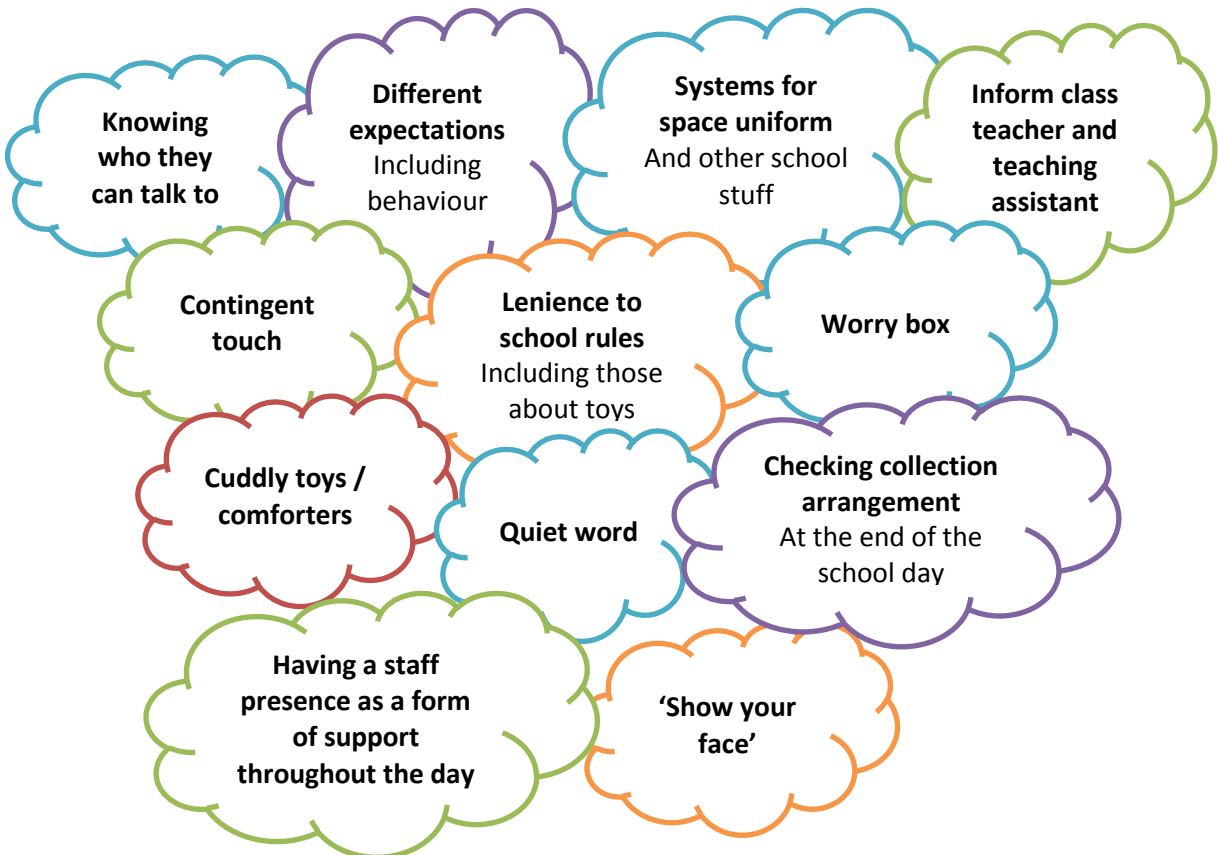 Knowing
who they
can talk to
Different
expectations
Including
behaviour
Systems for
space uniform
And other school
stuff
Inform class
teacher and
teaching
assistant
Contingent
touch
Lenience to
school rules
Including those
about toys
Worry box
Cuddly toys /
comforters
Quiet word
Checking collection
arrangement
At the end of the
school day
Having a staff
presence as a form
of support
throughout the day
‘Show your
face’